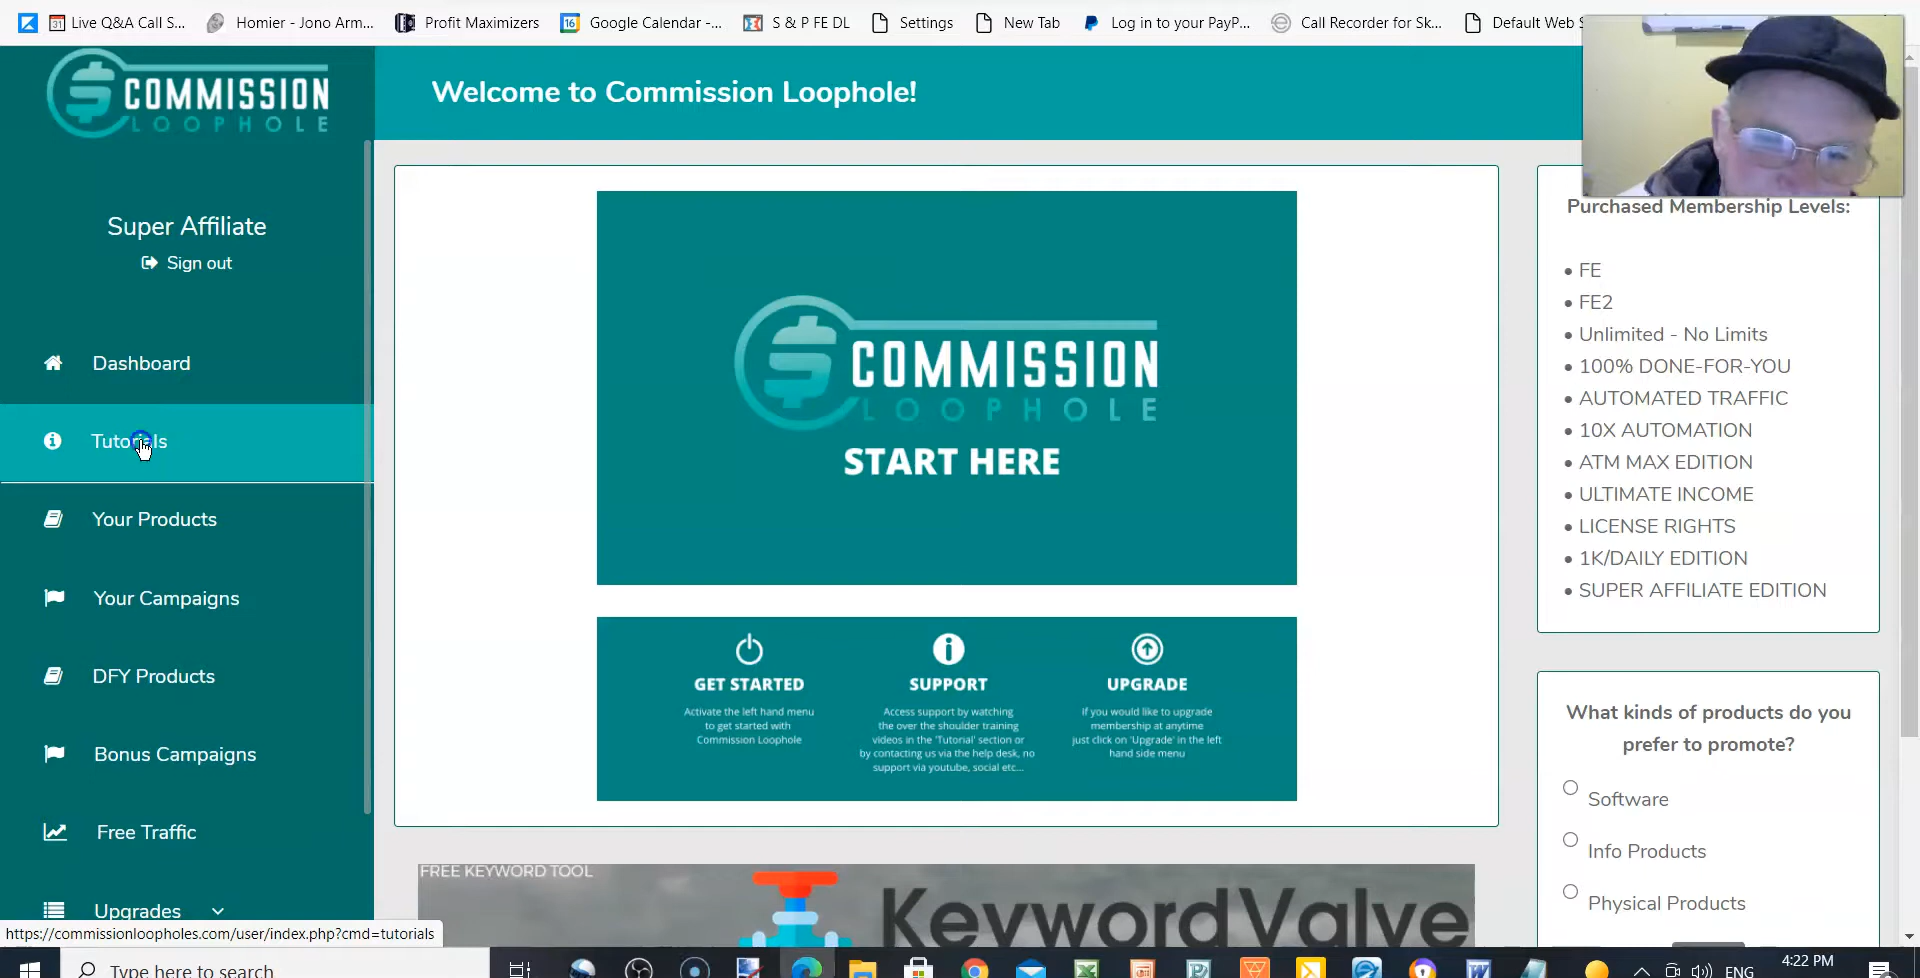 Live Q&A Call S...
Homier - Jono Arm...
Profit Maximizers
16
Google Calendar -...
S & P FE DL
Settings
New Tab
Log in to your PayP...
Call Recorder for Sk...
Default Web S
31
COMMISSION
LOOPHOLE
Welcome to Commission Loophole!
Super Affiliate
Sign out
Dashboard
Tutorials
Your Products
Your Campaigns
DFY Products
Bonus Campaigns
Free Traffic
Upgrades
COMMISSION
LOOPHOLE
START HERE
GET STARTED
Activate the left hand menu
to get started with
Commission Loophole
SUPPORT
Access support by watching
the over the shoulder training
videos in the 'Tutorial' section or
by contacting us via the help desk, no
support via youtube, social etc...
UPGRADE
If you would like to upgrade
membership at anytime
just click on 'Upgrade' in the left
hand side menu
FREE KEYWORD TOOL
KeywordValve
Purchased Membership Levels:
• FE
• FE2
• Unlimited - No Limits
• 100% DONE-FOR-YOU
• AUTOMATED TRAFFIC
• 10X AUTOMATION
• ATM MAX EDITION
• ULTIMATE INCOME
• LICENSE RIGHTS
• 1K/DAILY EDITION
• SUPER AFFILIATE EDITION
What kinds of products do you
prefer to promote?
Software
Info Products
Physical Products
https://commissionloopholes.com/user/index.php?cmd=tutorials
Type here to search
ENG
4:22 PM